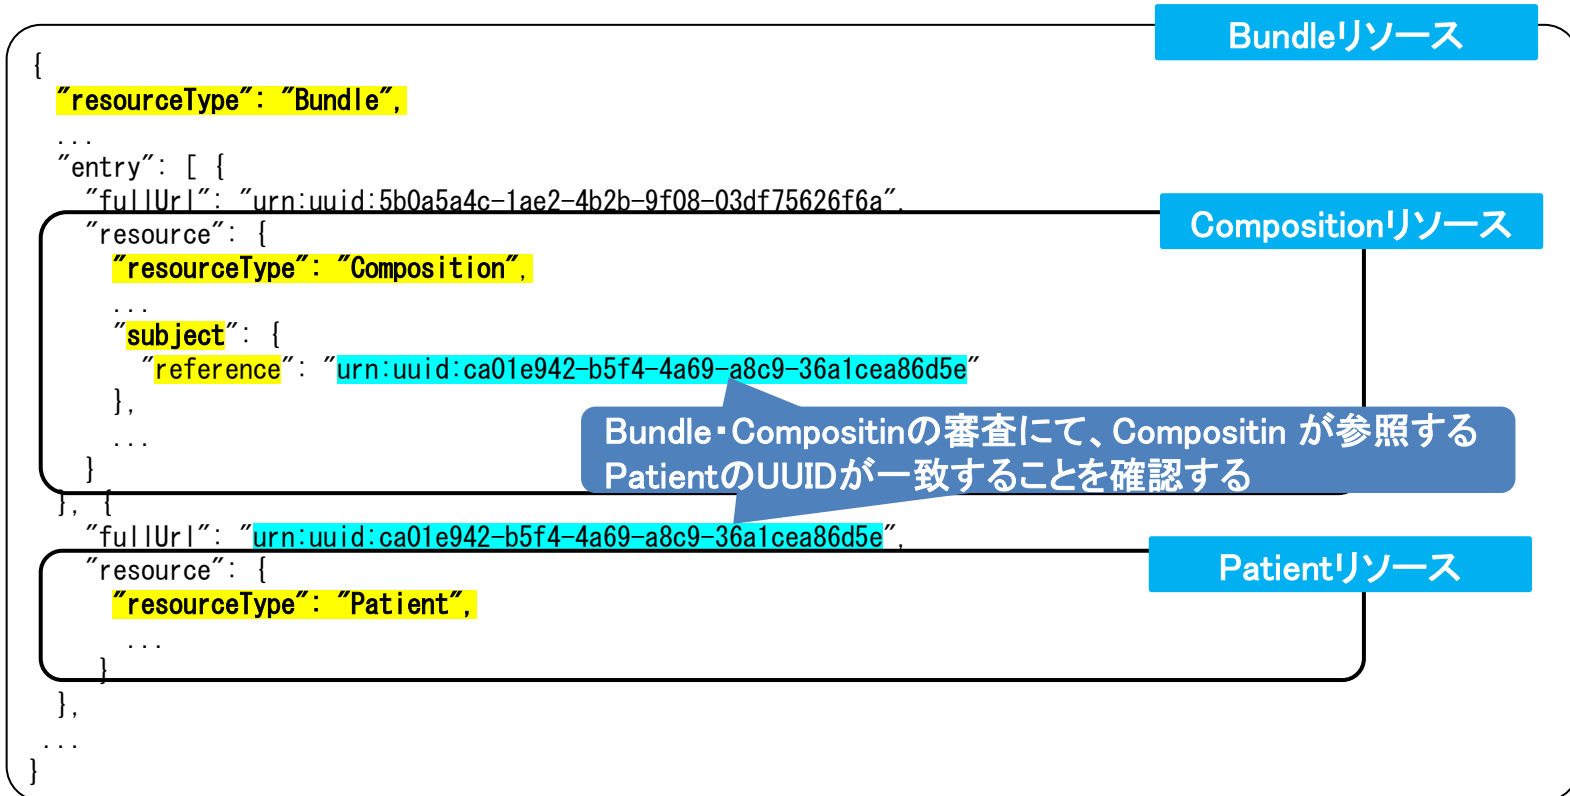 Bundleリソース
{
"resourceType": "Bundle",
...
"entry": [ {
"fullUrl": "urn:uuid:5b0a5a4c-1ae2-4b2b-9f08-03df75626f6a",
Compositionリソース
"resource": {
"resourceType": "Composition",
...
"subject": {
"reference": "urn:uuid:ca01e942-b5f4-4a69-a8c9-36a1cea86d5e"
},
...
}
Bundle・Compositinの審査にて、Compositin が参照する
PatientのUUIDが一致することを確認する
}, {
"fullUrl": "urn:uuid:ca01e942-b5f4-4a69-a8c9-36a1cea86d5e",
Patientリソース
"resource": {
"resourceType": "Patient",
...
}
},
...
}